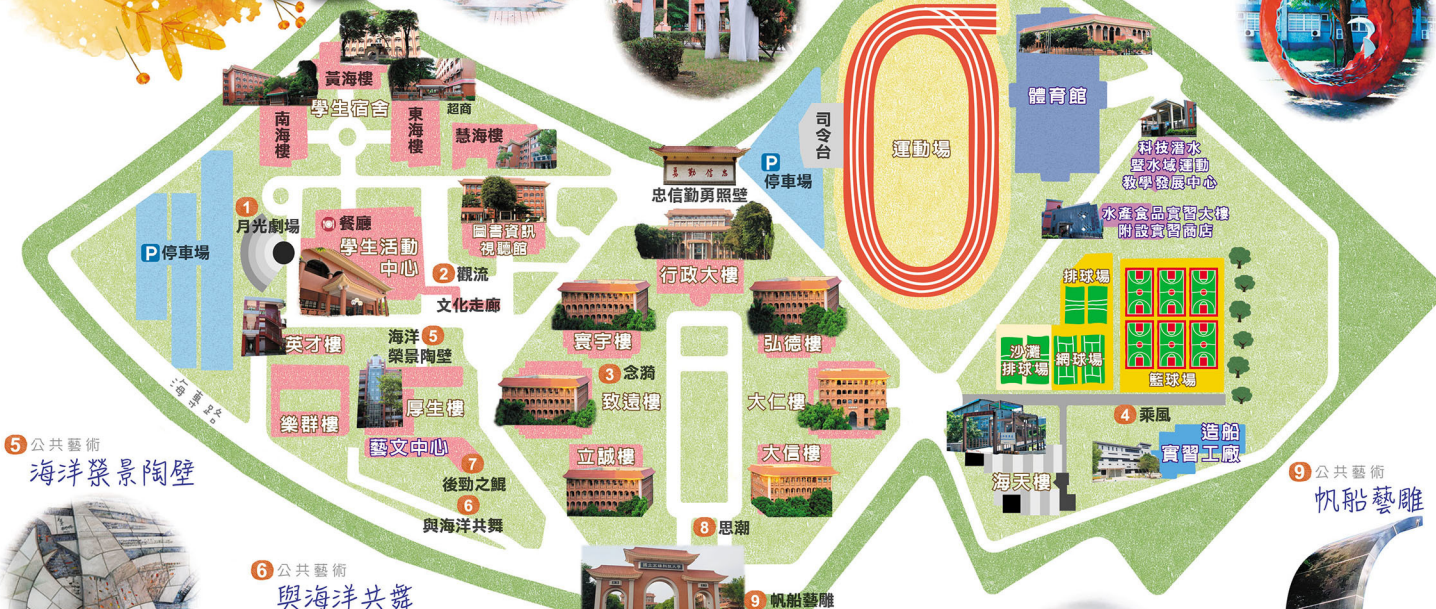 黃海樓
學生宿舍
南海樓
東海樓
超商
慧海樓
忠信勤勇照壁
P
停車場
司令台
運動場
體育館
科技潛水
暨水域運動
教學發展中心
水產食品實習大樓
附設實習商店
1
月光劇場
餐廳
學生活動
中心
圖書資訊
視聽館
2 觀流
文化走廊
P 停車場
行政大樓
寰宇樓
弘德樓
排球場
沙灘
排球場
網球場
籃球場
英才樓
海洋 5
榮景陶壁
3 念漪
致遠樓
大仁樓
樂群樓
厚生樓
藝文中心
海專路
立誠樓
大信樓
4 乘風
造船
實習工廠
海天樓
7
後勁之鯤
6
與海洋共舞
8 思潮
9 帆船藝雕
5 公共藝術
海洋榮景陶壁
6 公共藝術
與海洋共舞
9 公共藝術
帆船藝雕